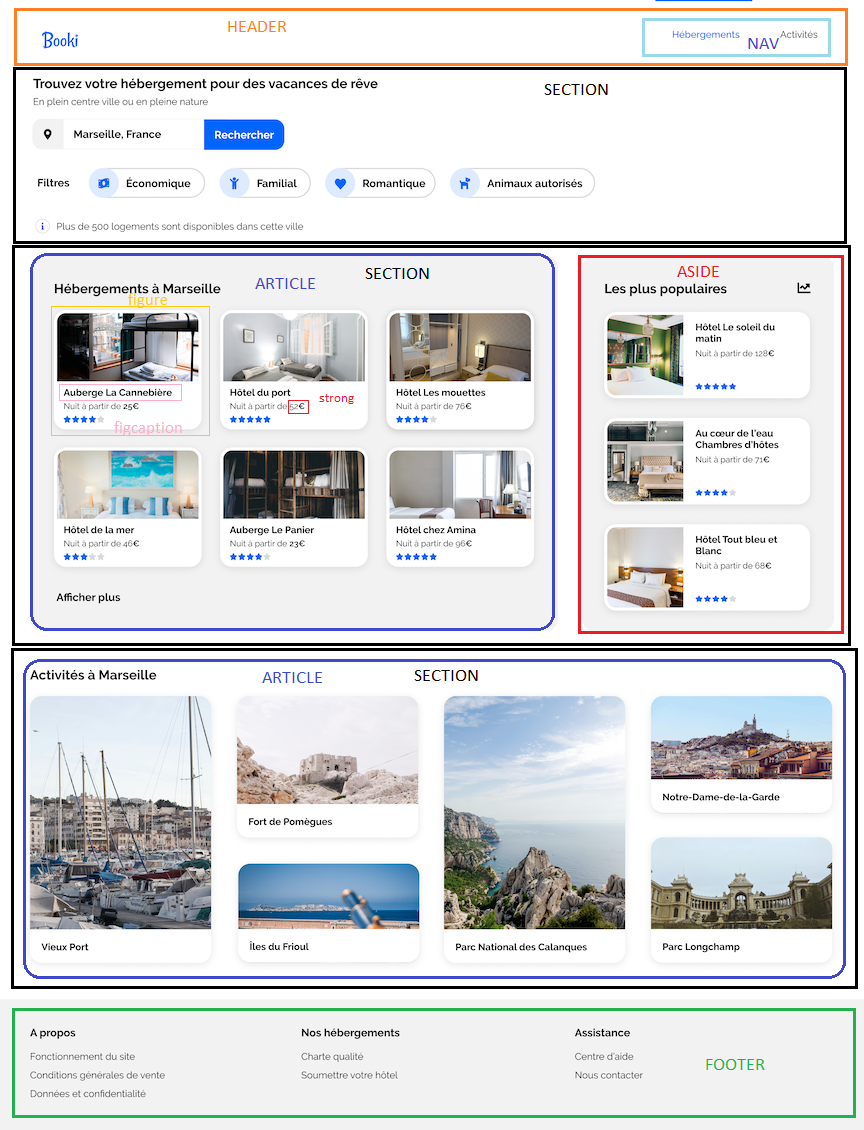 HEADER
Booki
Hébergements
Activités
NAV
Trouvez votre hébergement pour des vacances de rêve
SECTION
En plein centre ville ou en pleine nature
Marseille, France
Rechercher
Filtres
Économique
Familial
Romantique
Animaux autorisés
Plus de 500 logements sont disponibles dans cette ville
SECTION
ARTICLE
Hébergements à Marseille
figure
Auberge La Cannebière
Nuit à partir de 25€
figcaption
Hôtel du port
Nuit à partir de 52€
strong
Hôtel Les mouettes
Nuit à partir de 76€
Hôtel de la mer
Nuit à partir de 46€
Auberge Le Panier
Nuit à partir de 23€
Hôtel chez Amina
Nuit à partir de 96€
Afficher plus
ASIDE
Les plus populaires
Hôtel Le soleil du
matin
Nuit à partir de 128€
Au cœur de l'eau
Chambres d'hôtes
Nuit à partir de 71€
Hôtel Tout bleu et
Blanc
Nuit à partir de 68€
Activités à Marseille
ARTICLE
SECTION
Vieux Port
Fort de Pomègues
Îles du Frioul
Parc National des Calanques
Notre-Dame-de-la-Garde
Parc Longchamp
A propos
Fonctionnement du site
Conditions générales de vente
Données et confidentialité
Nos hébergements
Charte qualité
Soumettre votre hôtel
Assistance
Centre d'aide
Nous contacter
FOOTER